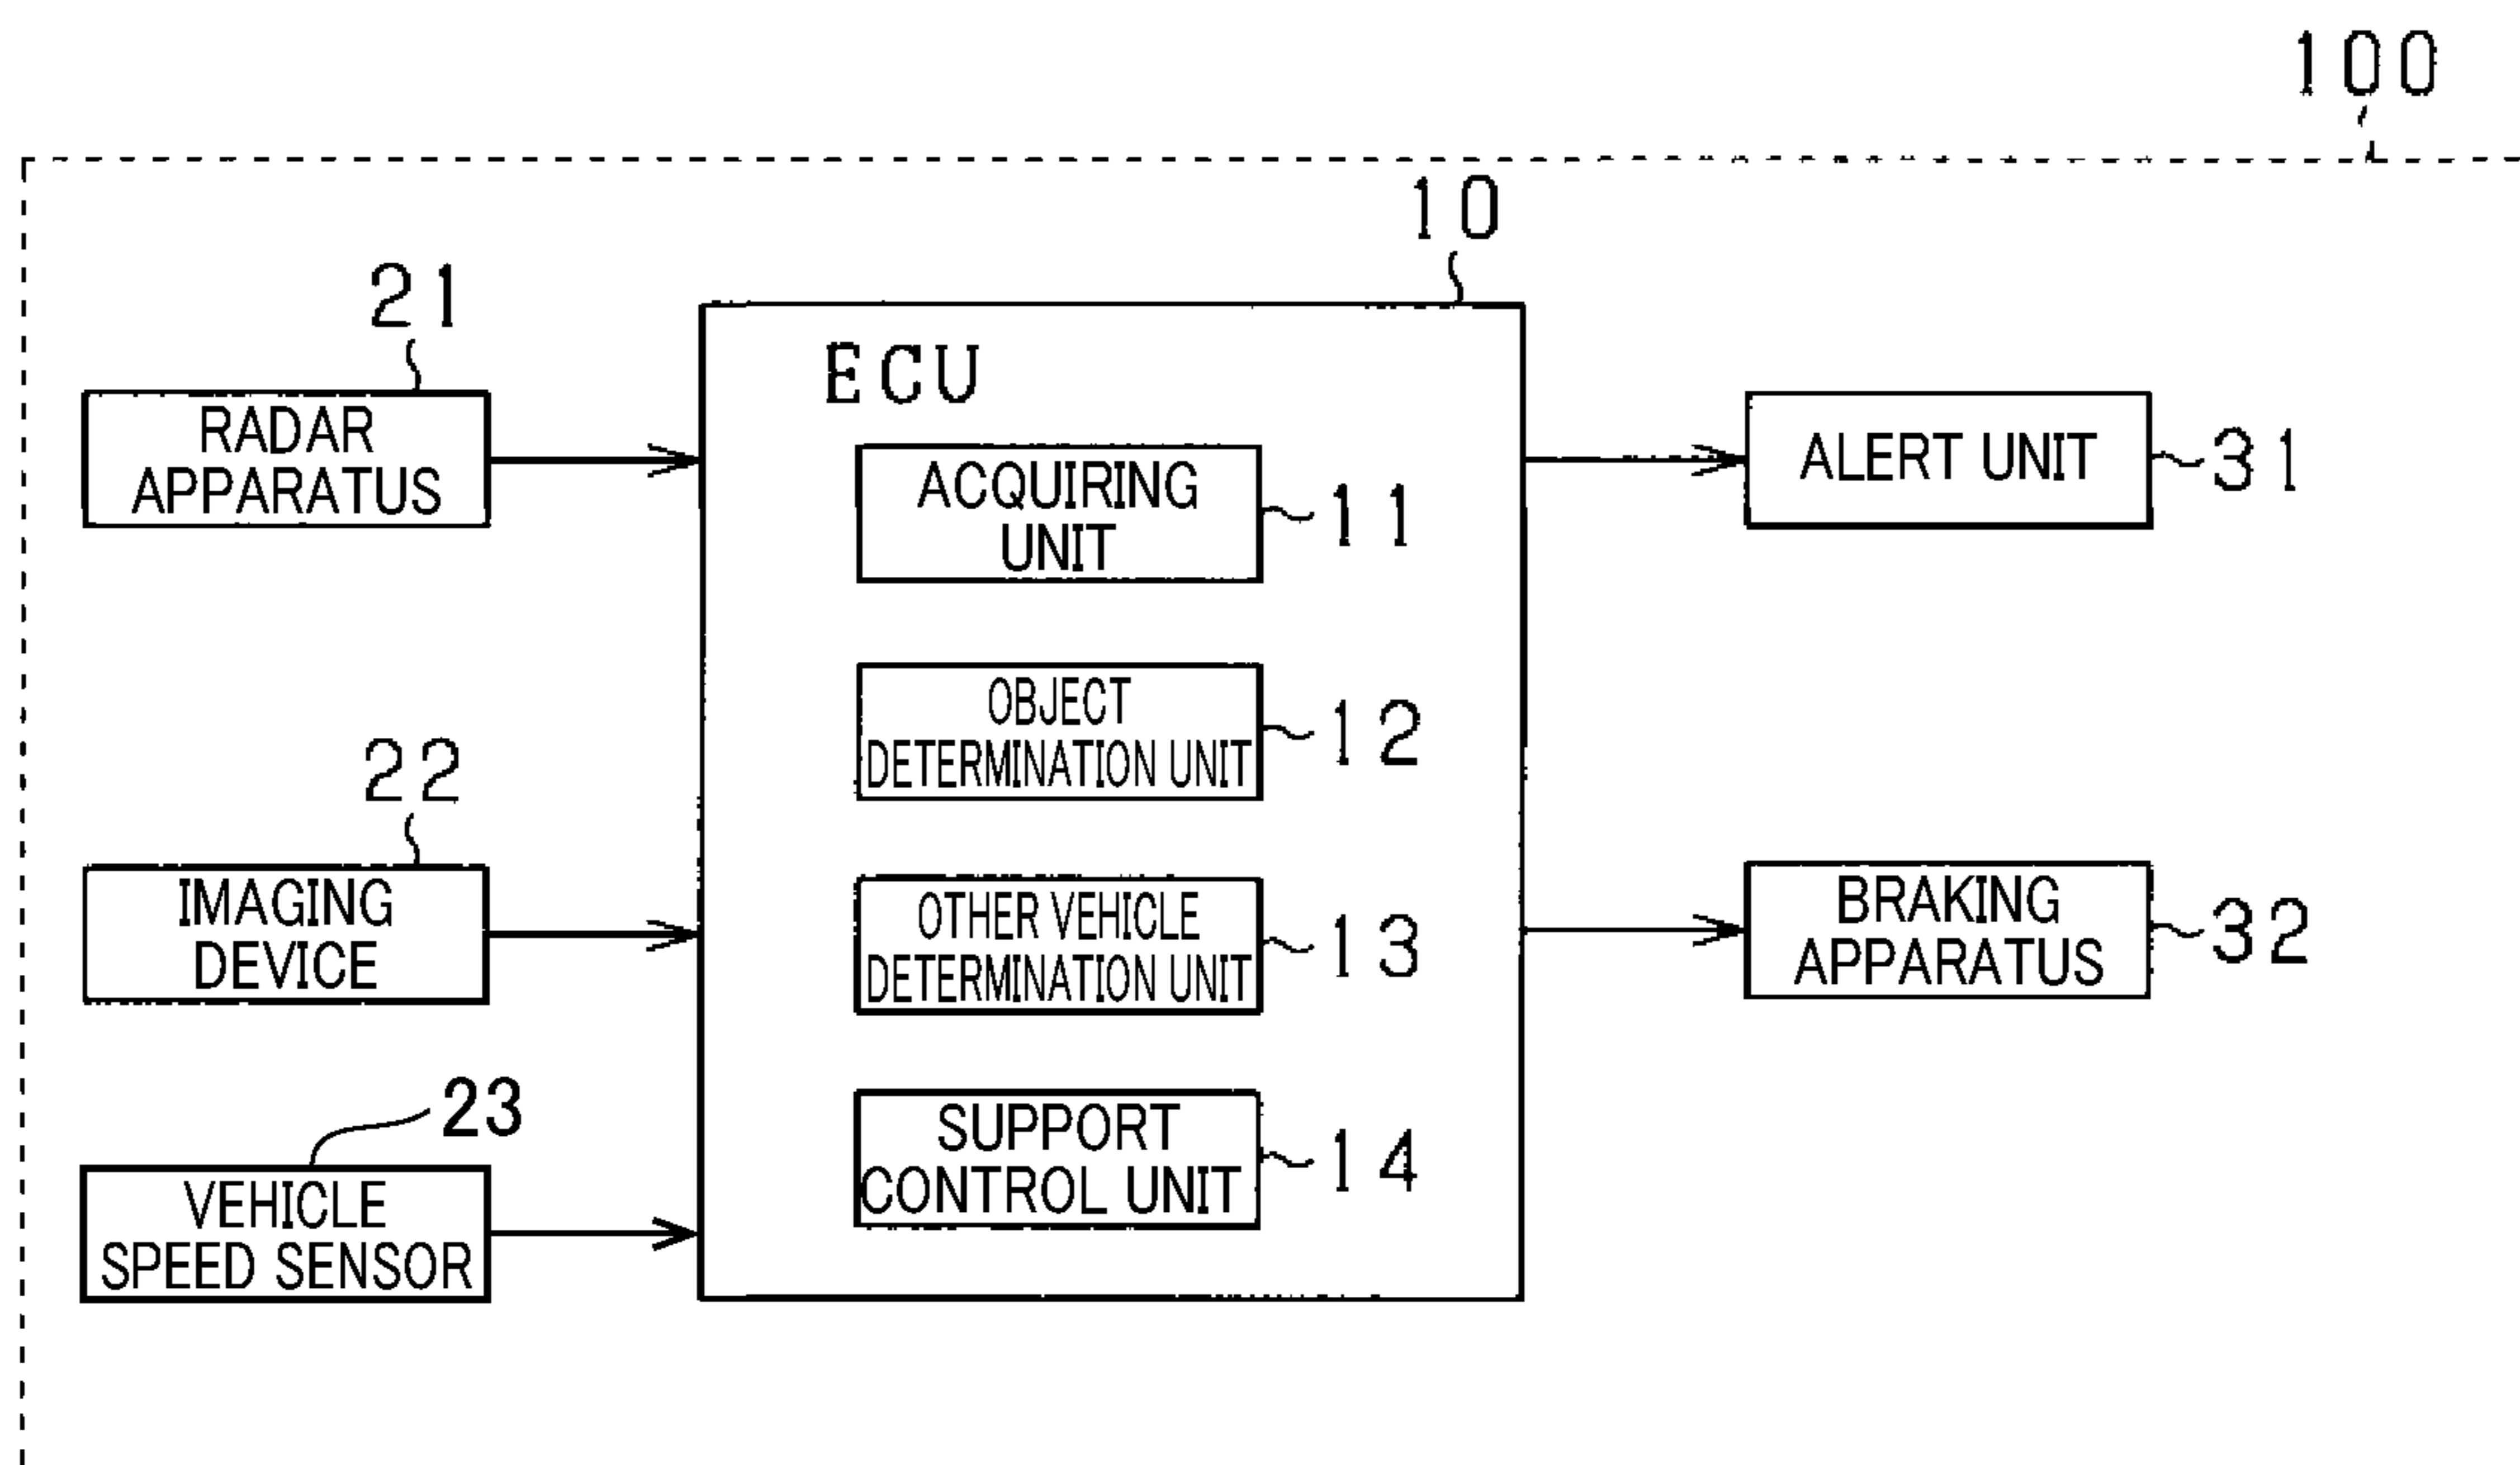 100
10
21
ECU
RADAR
APPARATUS
ACQUIRING
UNIT
11
ALERT UNIT
31
OBJECT
DETERMINATION UNIT
12
22
IMAGING
DEVICE
OTHER VEHICLE
DETERMINATION UNIT
13
BRAKING
APPARATUS
32
23
VEHICLE
SPEED SENSOR
SUPPORT
CONTROL UNIT
14